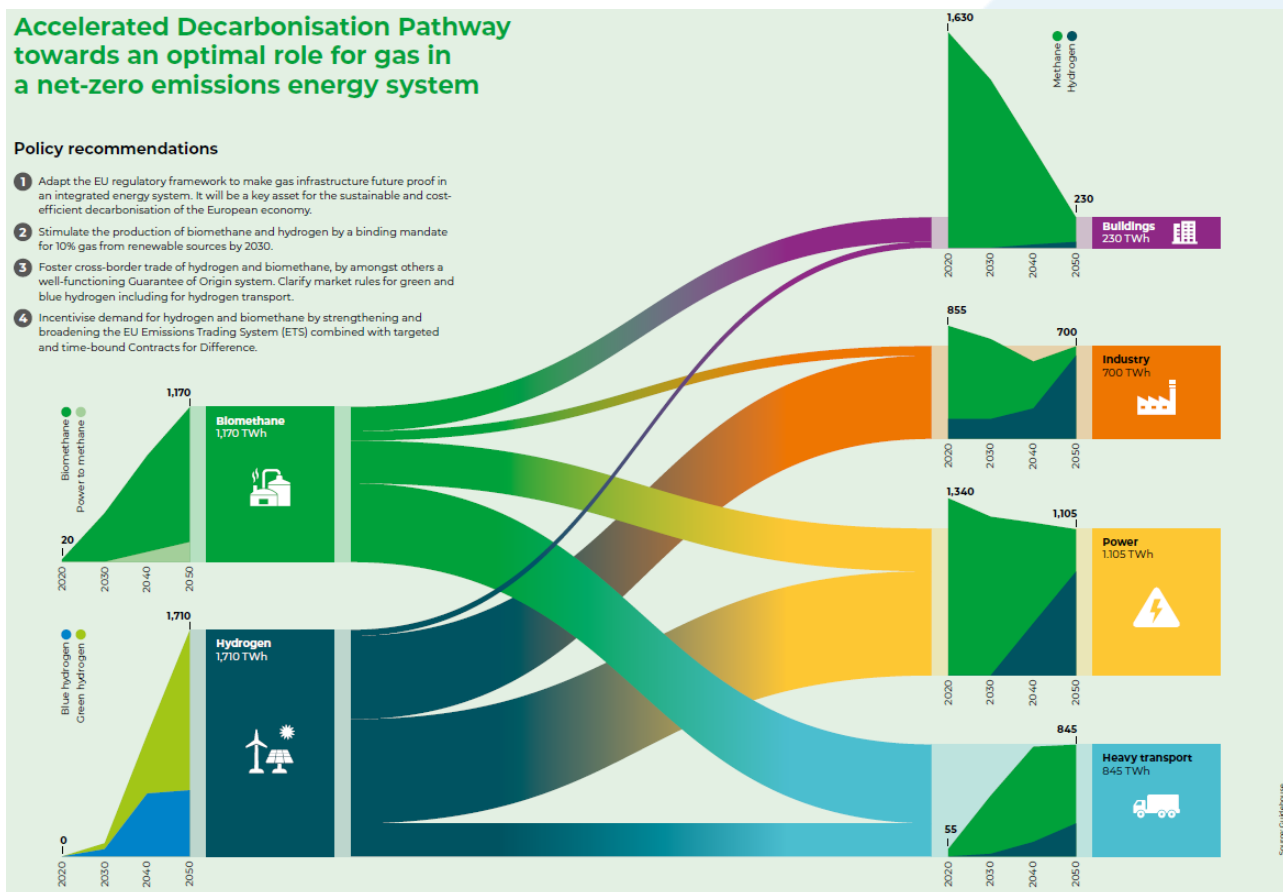 Accelerated Decarbonisation Pathway
towards an optimal role for gas in
a net-zero emissions energy system
Policy recommendations
1 Adapt the EU regulatory framework to make gas infrastructure future proof in
an integrated energy system. It will be a key asset for the sustainable and cost-
efficient decarbonisation of the European economy.
2 Stimulate the production of biomethane and hydrogen by a binding mandate
for 10% gas from renewable sources by 2030.
3 Foster cross-border trade of hydrogen and biomethane, by amongst others a
well-functioning Guarantee of Origin system. Clarify market rules for green and
blue hydrogen including for hydrogen transport.
4 Incentivise demand for hydrogen and biomethane by strengthening and
broadening the EU Emissions Trading System (ETS) combined with targeted
and time-bound Contracts for Difference.
Biomethane
Power to methane
20
1,170
2020
2030
2040
2050
Biomethane
1,170 TWh
Blue hydrogen
Green hydrogen
0
1,710
2020
2030
2040
2050
Hydrogen
1,710 TWh
1,630
Methane
Hydrogen
230
2020
2030
2040
2050
Buildings
230 TWh
855
700
2020
2030
2040
2050
Industry
700 TWh
1,340
1,105
2020
2030
2040
2050
Power
1.105 TWh
55
845
2020
2030
2040
2050
Heavy transport
845 TWh
Source: Guidehouse